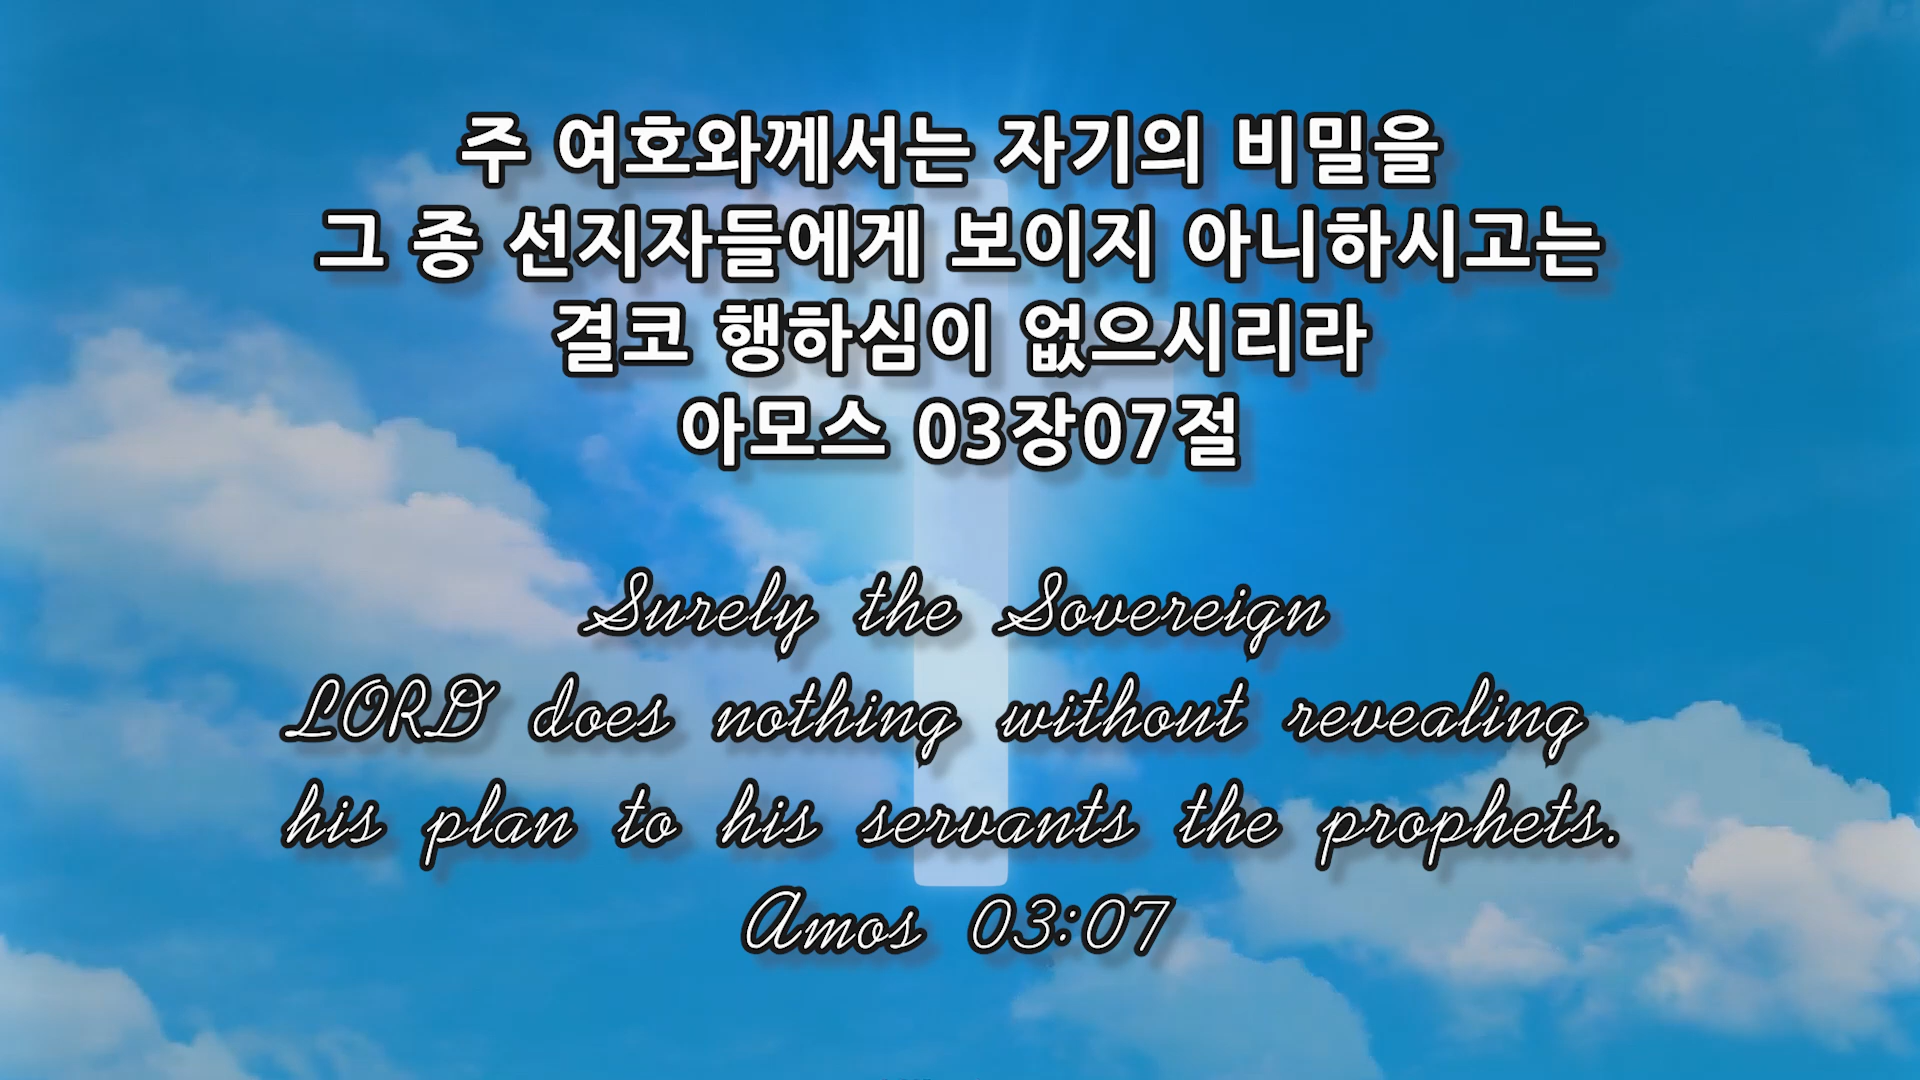 주 여호와께서는 자기의 비밀을
그 종 선지자들에게 보이지 아니하시고는
결코 행하심이 없으시리라
아모스 03장07절
Surely the Sovereign
LORD does nothing without revealing
his plan to his servants the prophets.
Amos 03:07